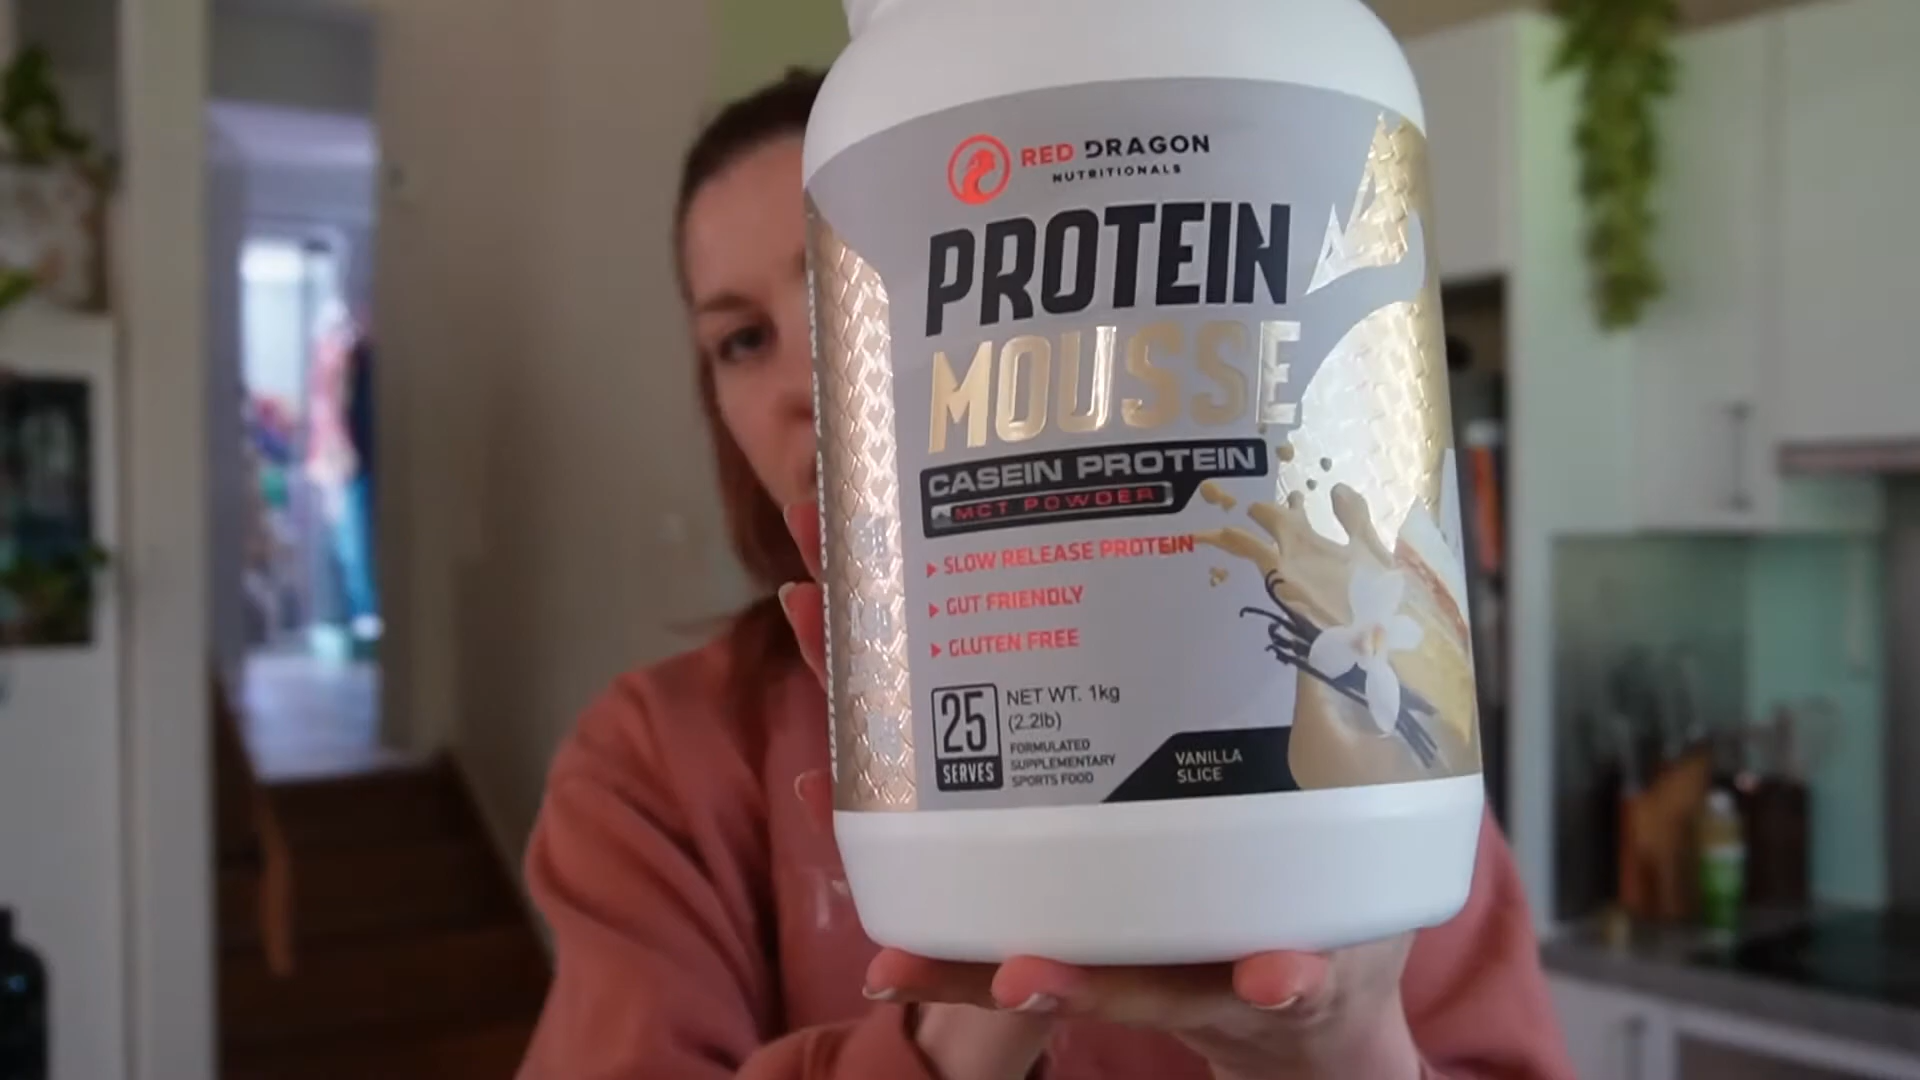 RED DRAGON
NUTRITIONALS
PROTEIN
MOUSSE
CASEIN PROTEIN
MCT POWDER
SLOW RELEASE PROTEIN
GUT FRIENDLY
GLUTEN FREE
25
SERVES
NET WT. 1kg
(2.2lb)
FORMULATED
SUPPLEMENTARY
SPORTS FOOD
VANILLA
SLICE